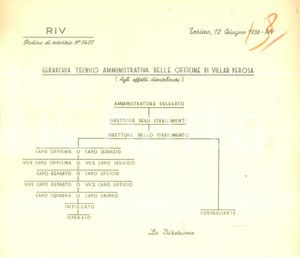 RIV
Torino, 12 Giugno 1936-XIV
Ordine di servizio N° 0407
8
GERARCHIA TECNICO AMMINISTRATIVA DELLE OFFICINE DI VILLAR PEROSA
(Agli effetti disciplinari)
AMMINISTRATORE DELEGATO
DIRETTORE DEGLI STABILIMENTI
DIRETTORE DELLO STABILIMENTO
CAPO OFFICINA O CAPO SERVIZIO
VICE CAPO OFFICINA O VICE CAPO SERVIZIO
CAPO REPARTO O CAPO UFFICIO
VICE CAPO REPARTO O VICE CAPO UFFICIO
CAPO SQUADRA O CAPO GRUPPO
IMPIEGATO
OPERAIO
SORVEGLIANTE
La Direzione